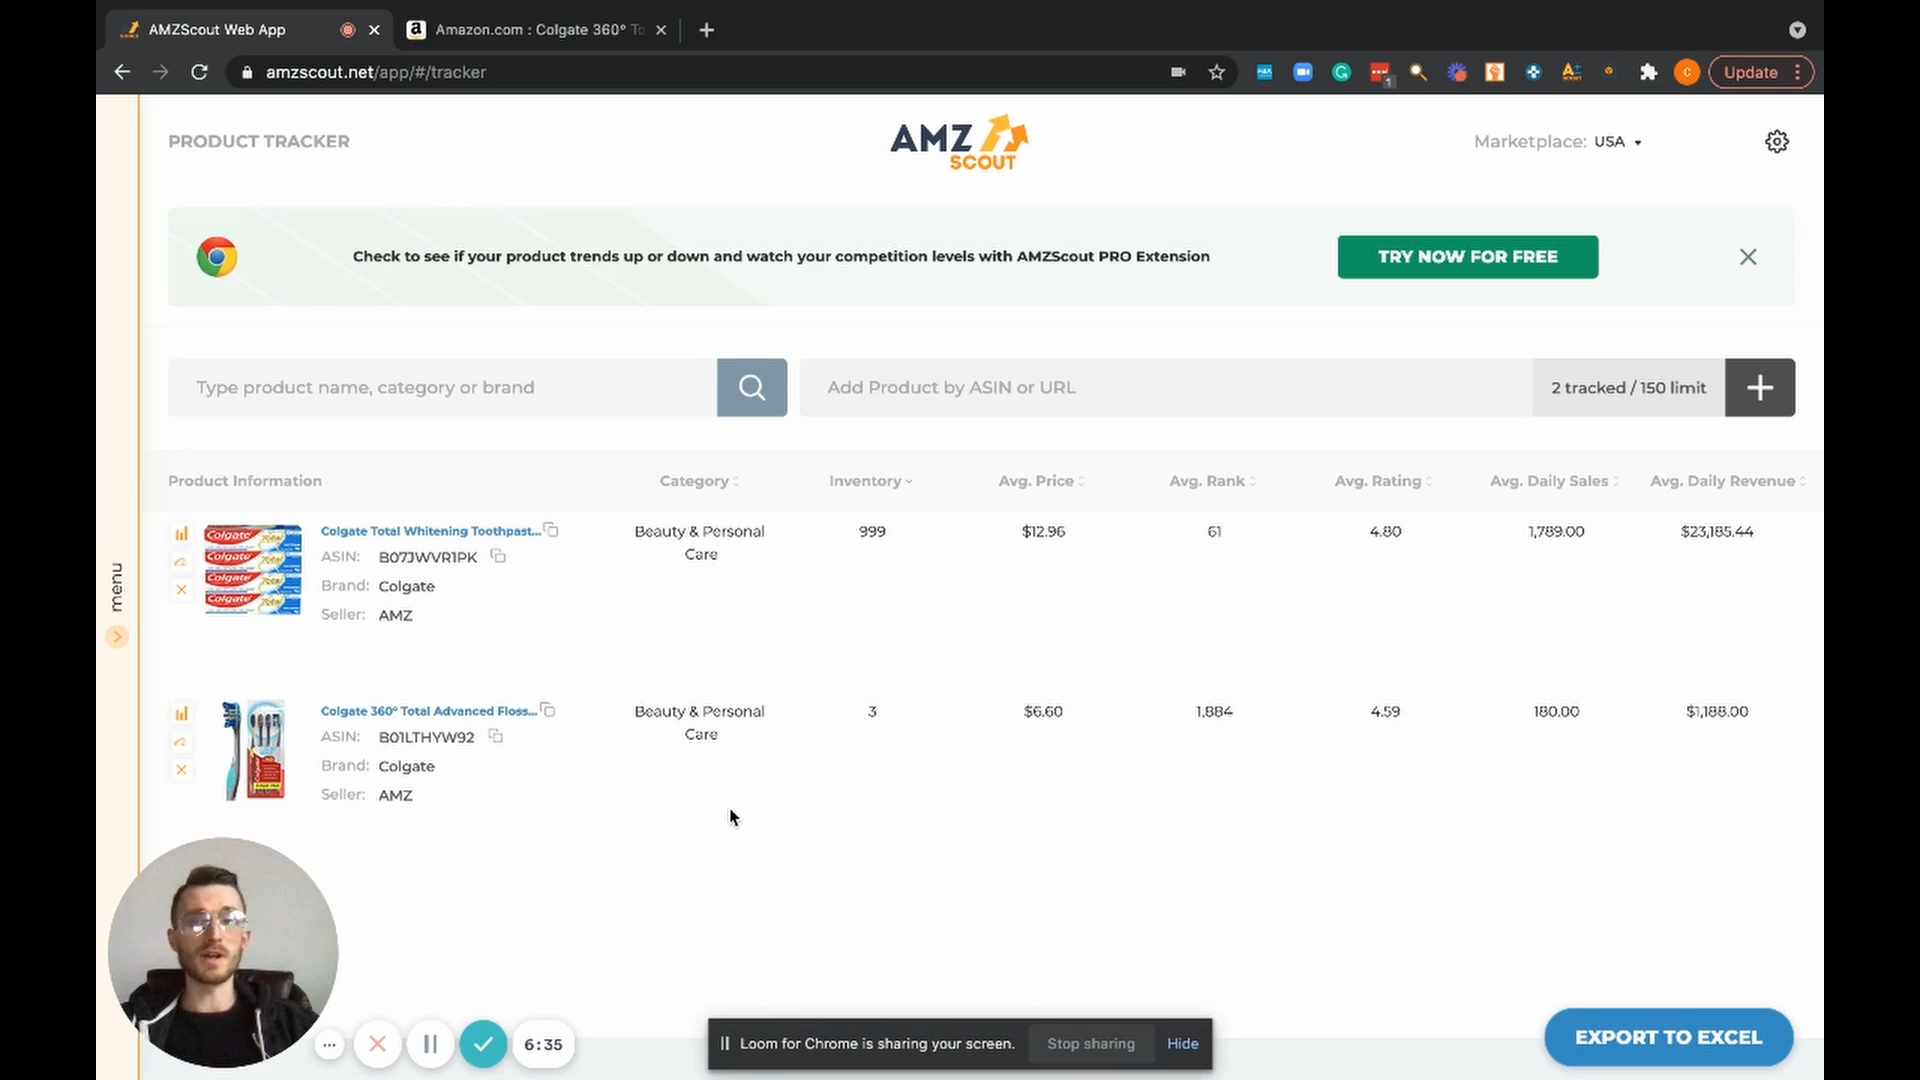 AMZScout Web App
Amazon.com : Colgate 360° To
amzscout.net/app/#/tracker
1
C
Update
PRODUCT TRACKER
AMZ
SCOUT
Marketplace: USA
Check to see if your product trends up or down and watch your competition levels with AMZScout PRO Extension
TRY NOW FOR FREE
Type product name, category or brand
Add Product by ASIN or URL
2 tracked / 150 limit
Product Information
Category
Inventory
Avg. Price
Avg. Rank
Avg. Rating
Avg. Daily Sales
Avg. Daily Revenue
Colgate Total Whitening Toothpast...
ASIN: B07JWVR1PK
Brand: Colgate
Seller: AMZ
Beauty & Personal
Care
999
$12.96
61
4.80
1,789.00
$23,185.44
Colgate
Colgate
Colgate
Colgate
menu
Colgate 360° Total Advanced Floss...
ASIN: B01LTHYW92
Brand: Colgate
Seller: AMZ
Beauty & Personal
Care
3
$6.60
1,884
4.59
180.00
$1,188.00
6:35
Loom for Chrome is sharing your screen.
Stop sharing
Hide
EXPORT TO EXCEL